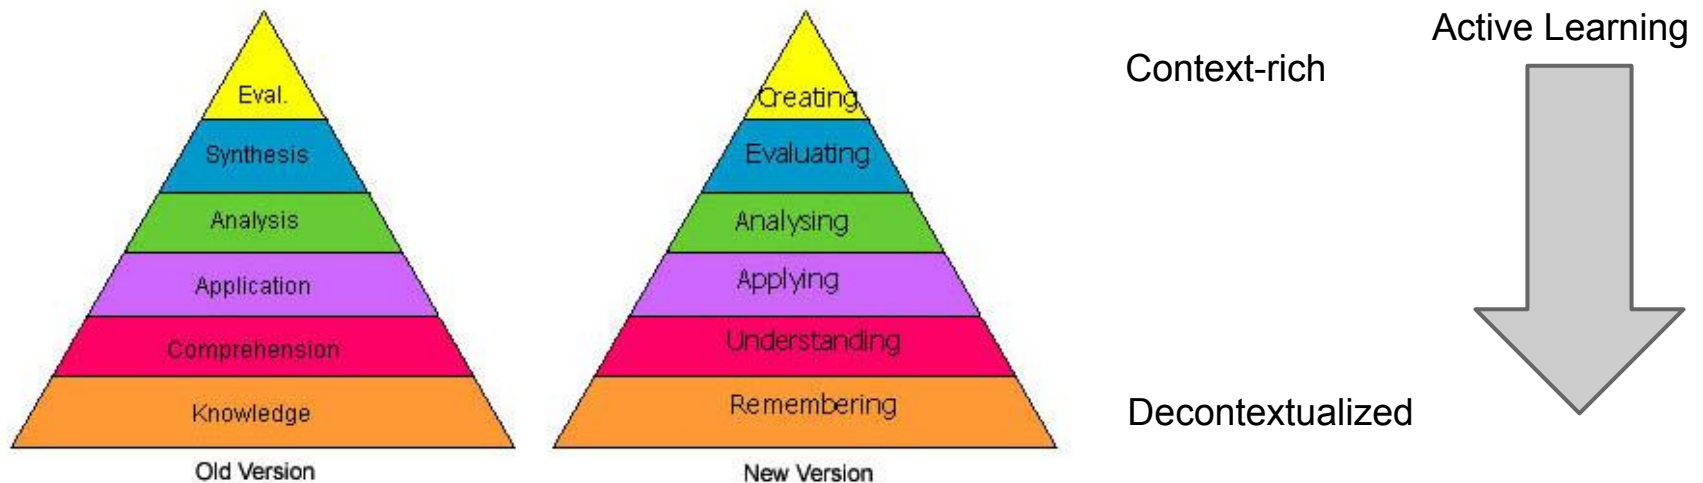 Eval.
Synthesis
Analysis
Application
Comprehension
Knowledge
Old Version
Creating
Evaluating
Analysing
Applying
Understanding
Remembering
New Version
Context-rich
Decontextualized
Active Learning